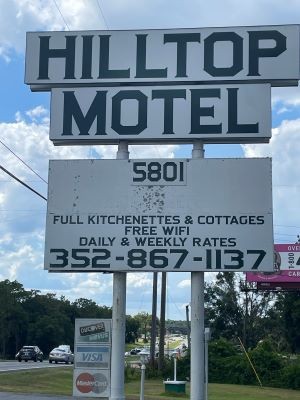 HILLTOP
MOTEL
5801
FULL KITCHENETTES & COTTAGES
FREE WIFI
DAILY & WEEKLY RATES
352-867-1137
DISCOVER
VISA
MasterCard